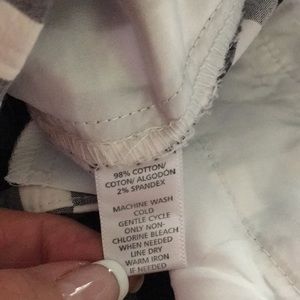 98% COTTON/
COTON/ ALGODÓN
2% SPANDEX
MACHINE WASH
COLD
GENTLE CYCLE
ONLY NON-
CHLORINE BLEACH
WHEN NEEDED
LINE DRY
WARM IRON
IF NEEDED